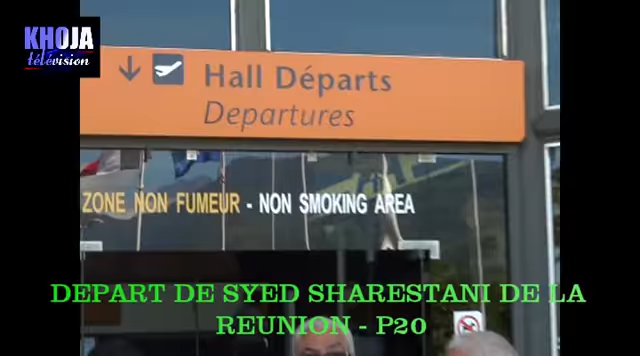 KHOJA
télévision
Hall Départs
Departures
ZONE NON FUMEUR - NON SMOKING AREA
DEPART DE SYED SHARESTANI DE LA
REUNION - P20